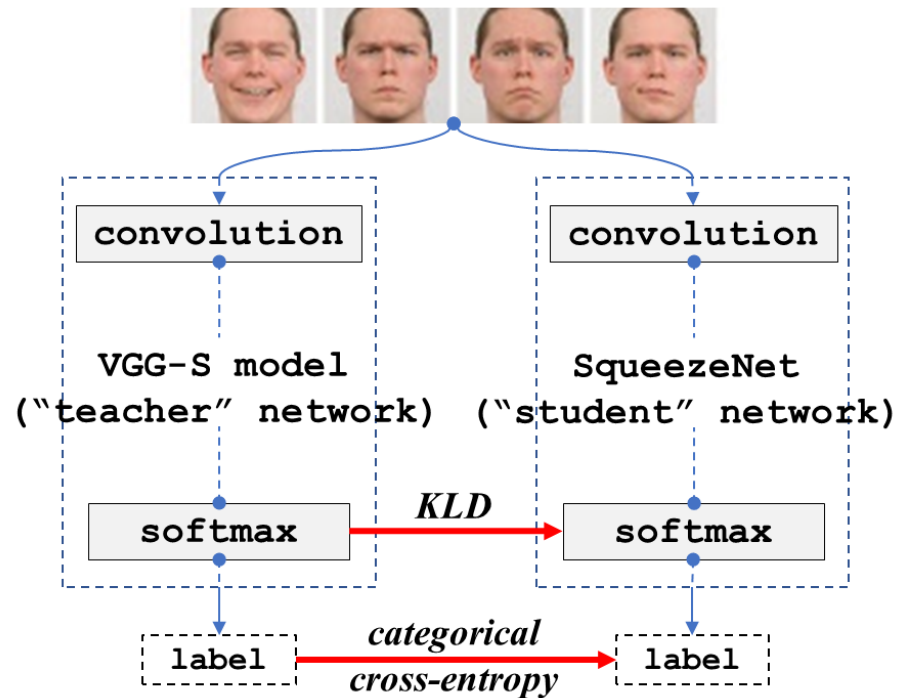 convolution
convolution
VGG-S model
(“teacher” network)
SqueezeNet
(“student” network)
KLD
softmax
softmax
categorical
cross-entropy
label
label